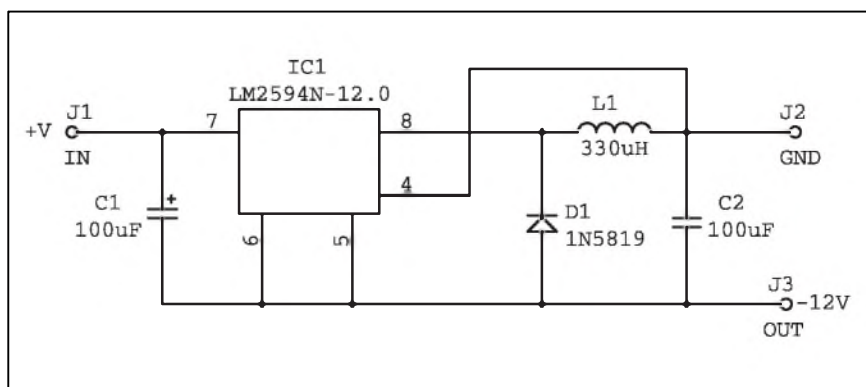 IC1
LM2594N-12.0
J1
+V
IN
7
8
4
6
5
C1
+
100uF
L1
330uH
D1
1N5819
C2
100uF
J2
GND
J3
-12V
OUT